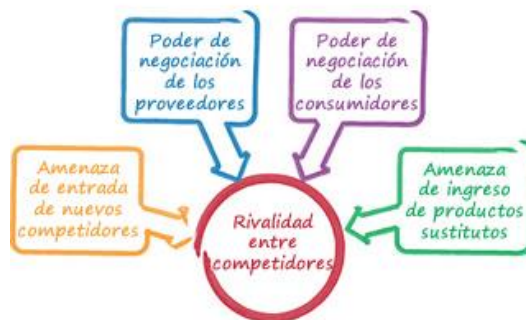 Poder de
negociación
de los
proveedores
Poder de
negociación
de los
consumidores
Amenaza
de entrada
de nuevos
competidores
Rivalidad
entre
competidores
Amenaza
de ingreso
de productos
sustitutos